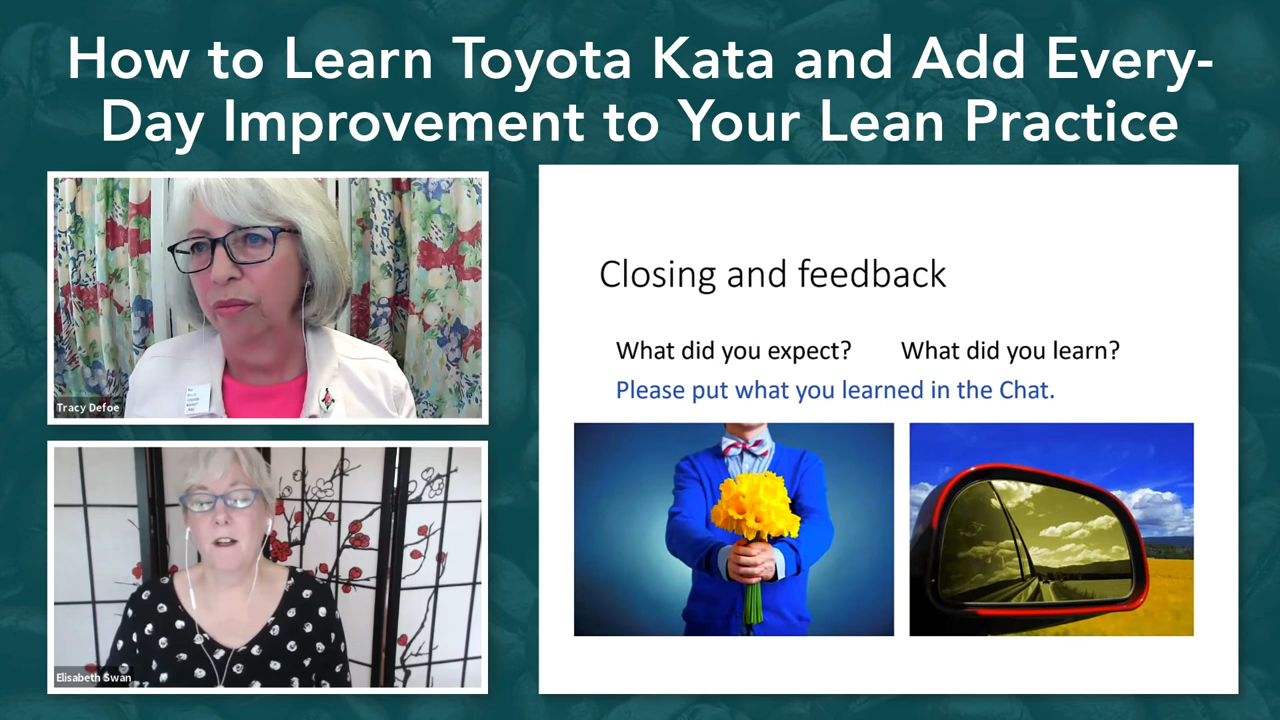 How to Learn Toyota Kata and Add Every-
Day Improvement to Your Lean Practice
Tracy Defoe
Elisabeth Swan
Closing and feedback
What did you expect? What did you learn?
Please put what you learned in the Chat.